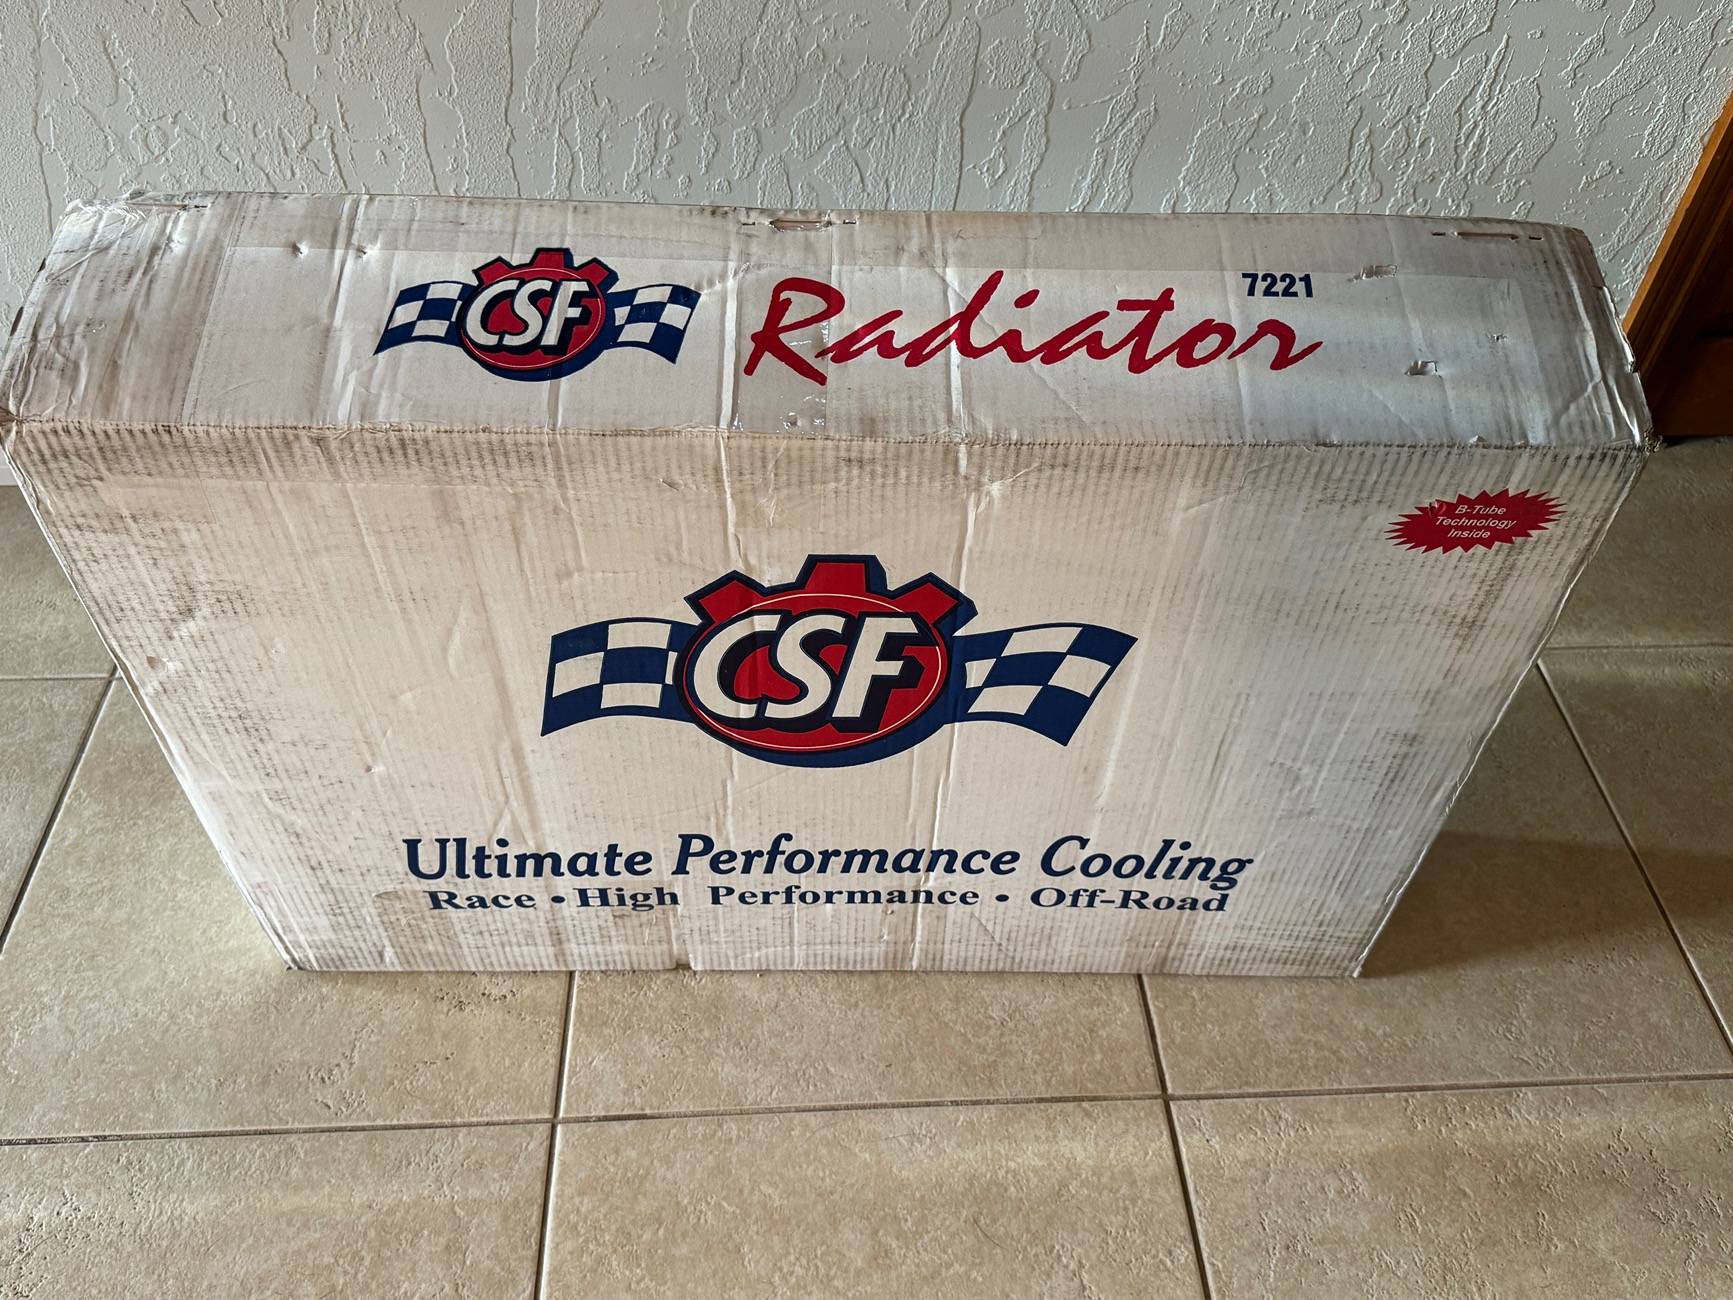 CSF Radiator 7221
B-Tube
Technology
Inside
CSF
Ultimate Performance Cooling
Race • High Performance • Off-Road